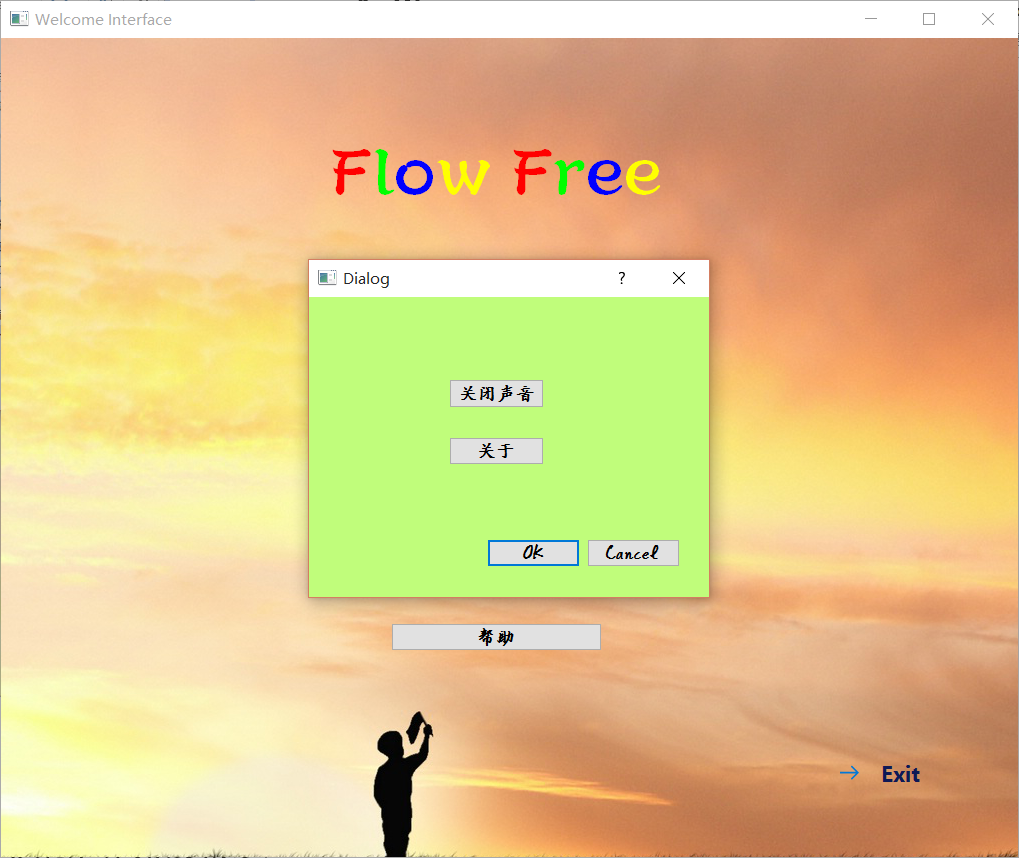 Welcome Interface
Flow Free
Dialog
?
关闭声音
关于
OK Cancel
帮助
Exit